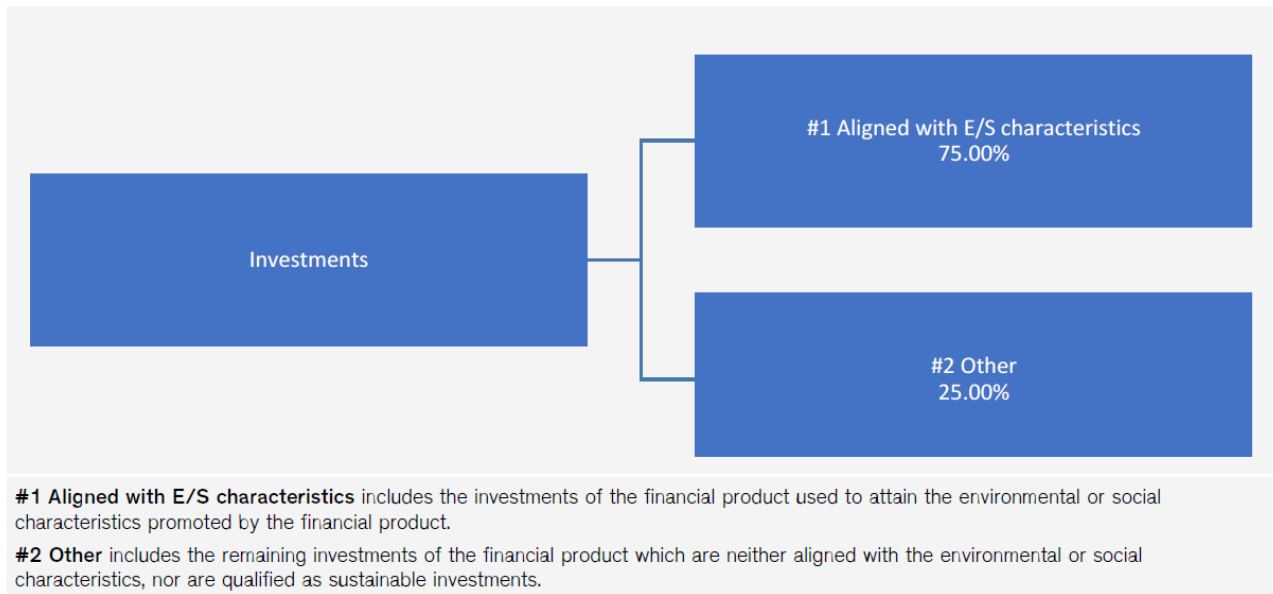 #1 Aligned with E/S characteristics
75.00%
Investments
#2 Other
25.00%
#1 Aligned with E/S characteristics includes the investments of the financial product used to attain the environmental or social
characteristics promoted by the financial product.
#2 Other includes the remaining investments of the financial product which are neither aligned with the environmental or social
characteristics, nor are qualified as sustainable investments.